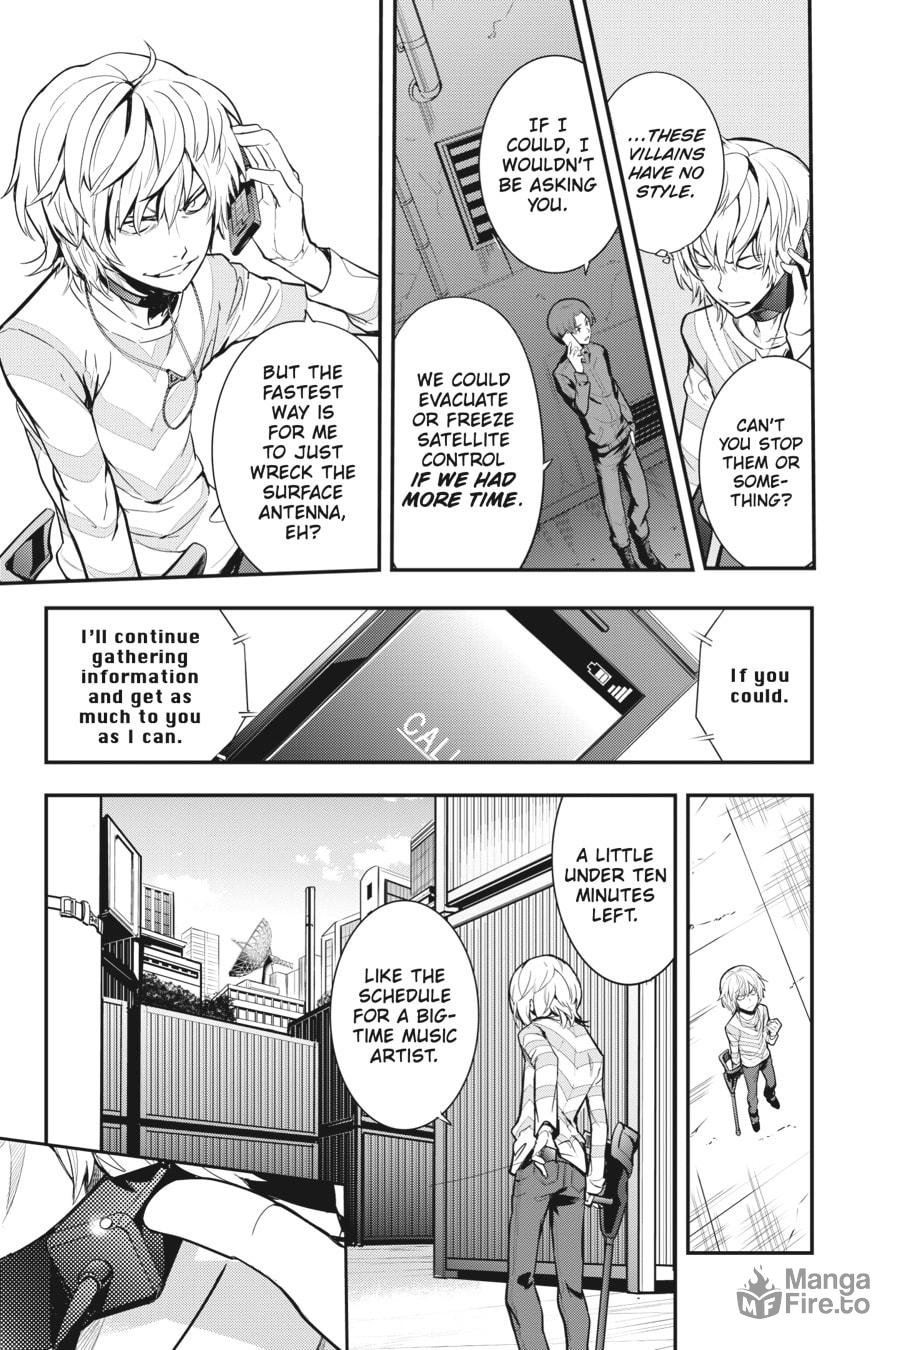 ...THESE
VILLAINS
HAVE NO
STYLE.
CAN'T
YOU STOP
THEM OR
SOME-
THING?
IF I
COULD, I
WOULDN'T
BE ASKING
YOU.
WE COULD
EVACUATE
OR FREEZE
SATELLITE
CONTROL
IF WE HAD
MORE TIME.
BUT THE
FASTEST
WAY IS
FOR ME
TO JUST
WRECK THE
SURFACE
ANTENNA,
EH?
If you
could.
CALL
I'll continue
gathering
information
and get as
much to you
as I can.
A LITTLE
UNDER TEN
MINUTES
LEFT.
LIKE THE
SCHEDULE
FOR A BIG-
TIME MUSIC
ARTIST.
MF
Manga
Fire.to